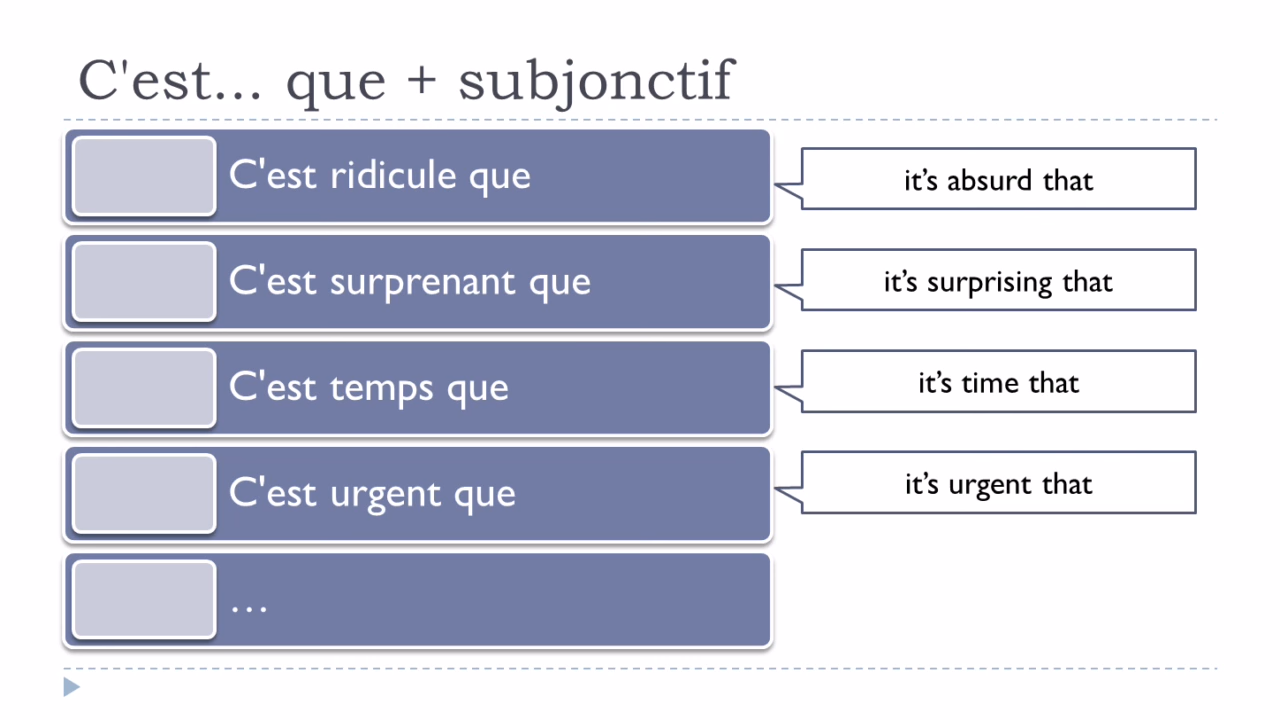 C'est… que + subjonctif
C'est ridicule que
it’s absurd that
C'est surprenant que
it’s surprising that
C'est temps que
it’s time that
C'est urgent que
it’s urgent that
…